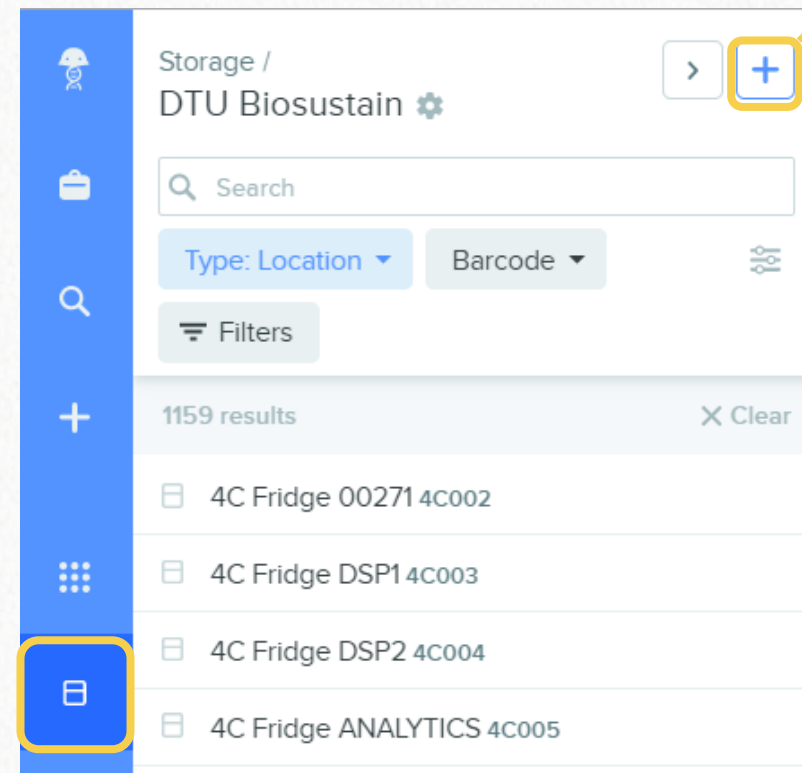 Storage /
DTU Biosustain
Search
Type: Location Barcode
Filters
1159 results Clear
4C Fridge 00271 4C002
4C Fridge DSP1 4C003
4C Fridge DSP2 4C004
4C Fridge ANALYTICS 4C005